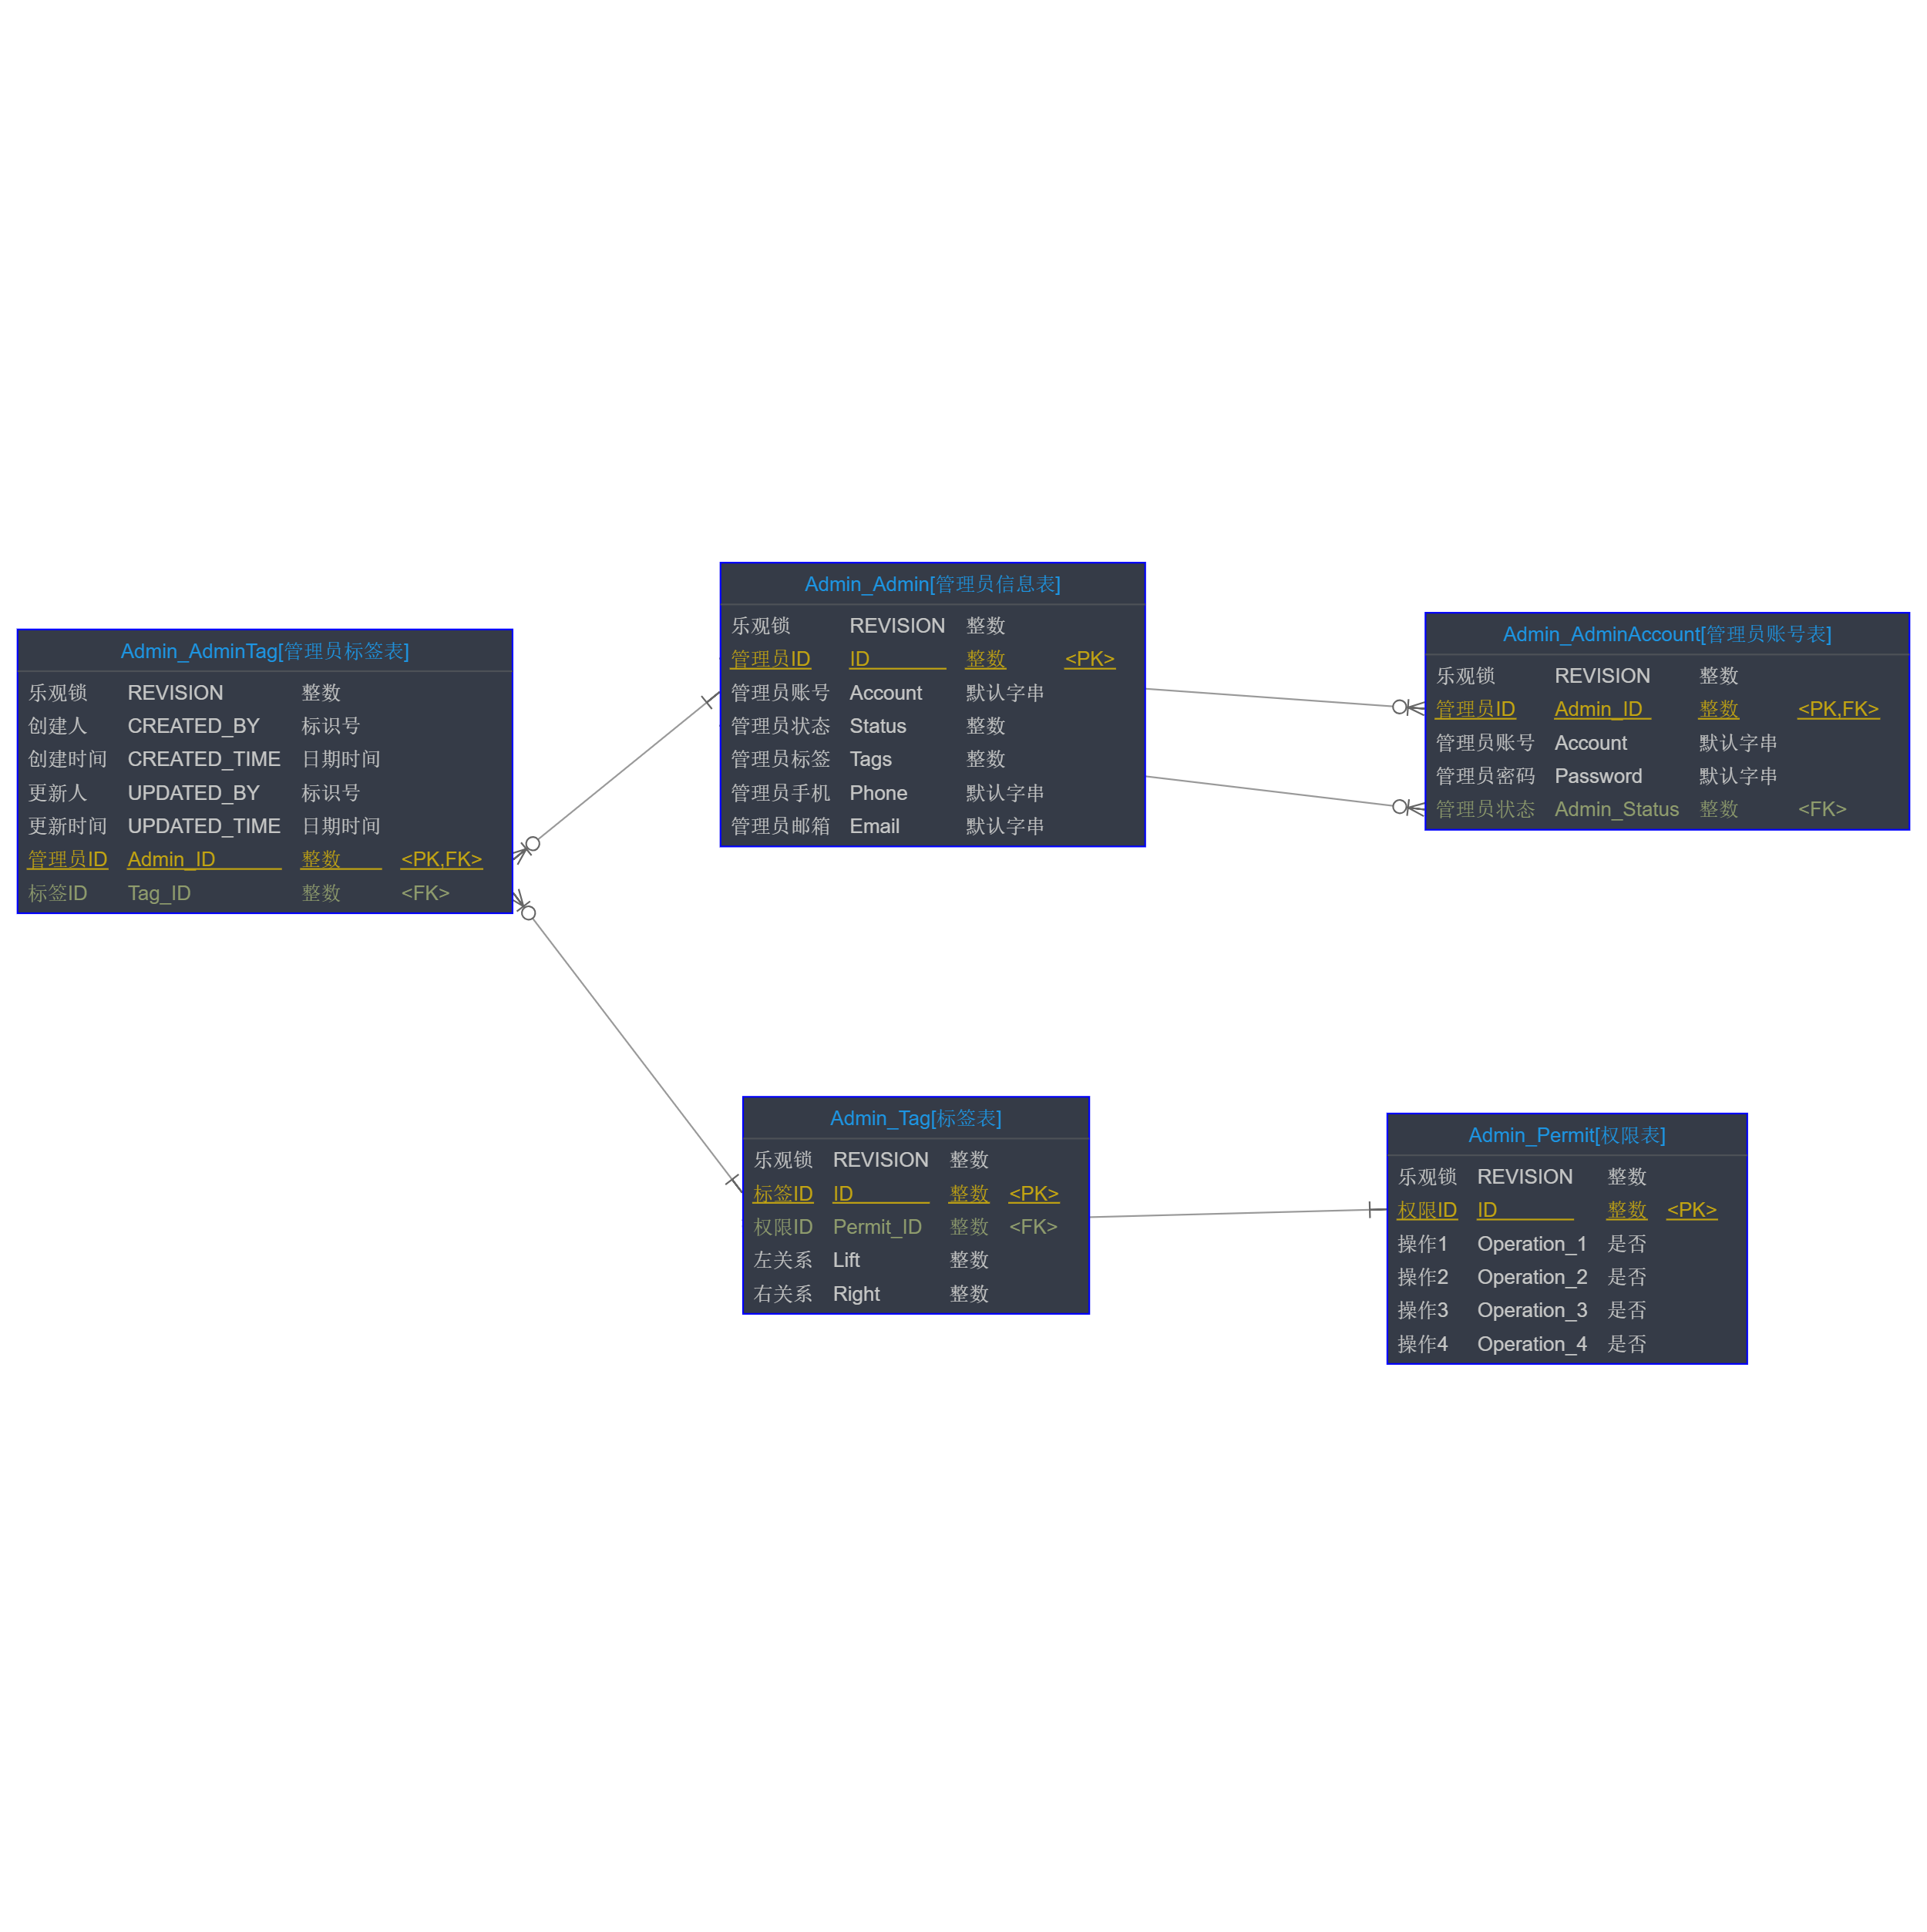 Admin_AdminTag[管理员标签表]
乐观锁 REVISION 整数
创建人 CREATED_BY 标识号
创建时间 CREATED_TIME 日期时间
更新人 UPDATED_BY 标识号
更新时间 UPDATED_TIME 日期时间
管理员ID Admin_ID 整数 <PK,FK>
标签ID Tag_ID 整数 <FK>
Admin_Admin[管理员信息表]
乐观锁 REVISION 整数
管理员ID ID 整数 <PK>
管理员账号 Account 默认字串
管理员状态 Status 整数
管理员标签 Tags 整数
管理员手机 Phone 默认字串
管理员邮箱 Email 默认字串
Admin_AdminAccount[管理员账号表]
乐观锁 REVISION 整数
管理员ID Admin_ID 整数 <PK,FK>
管理员账号 Account 默认字串
管理员密码 Password 默认字串
管理员状态 Admin_Status 整数 <FK>
Admin_Tag[标签表]
乐观锁 REVISION 整数
标签ID ID 整数 <PK>
权限ID Permit_ID 整数 <FK>
左关系 Lift 整数
右关系 Right 整数
Admin_Permit[权限表]
乐观锁 REVISION 整数
权限ID ID 整数 <PK>
操作1 Operation_1 是否
操作2 Operation_2 是否
操作3 Operation_3 是否
操作4 Operation_4 是否